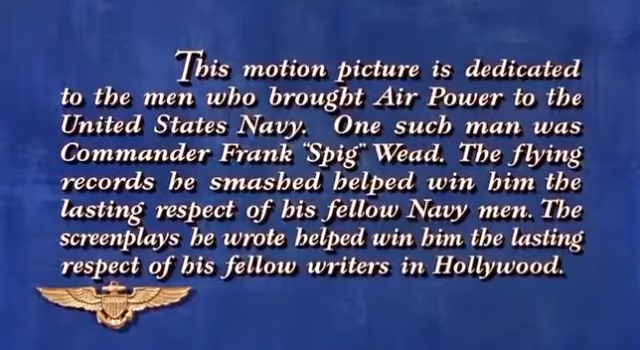 This motion picture is dedicated
to the men who brought Air Power to the
United States Navy. One such man was
Commander Frank "Spig" Wead. The flying
records he smashed helped win him the
lasting respect of his fellow Navy men. The
screenplays he wrote helped win him the lasting
respect of his fellow writers in Hollywood.